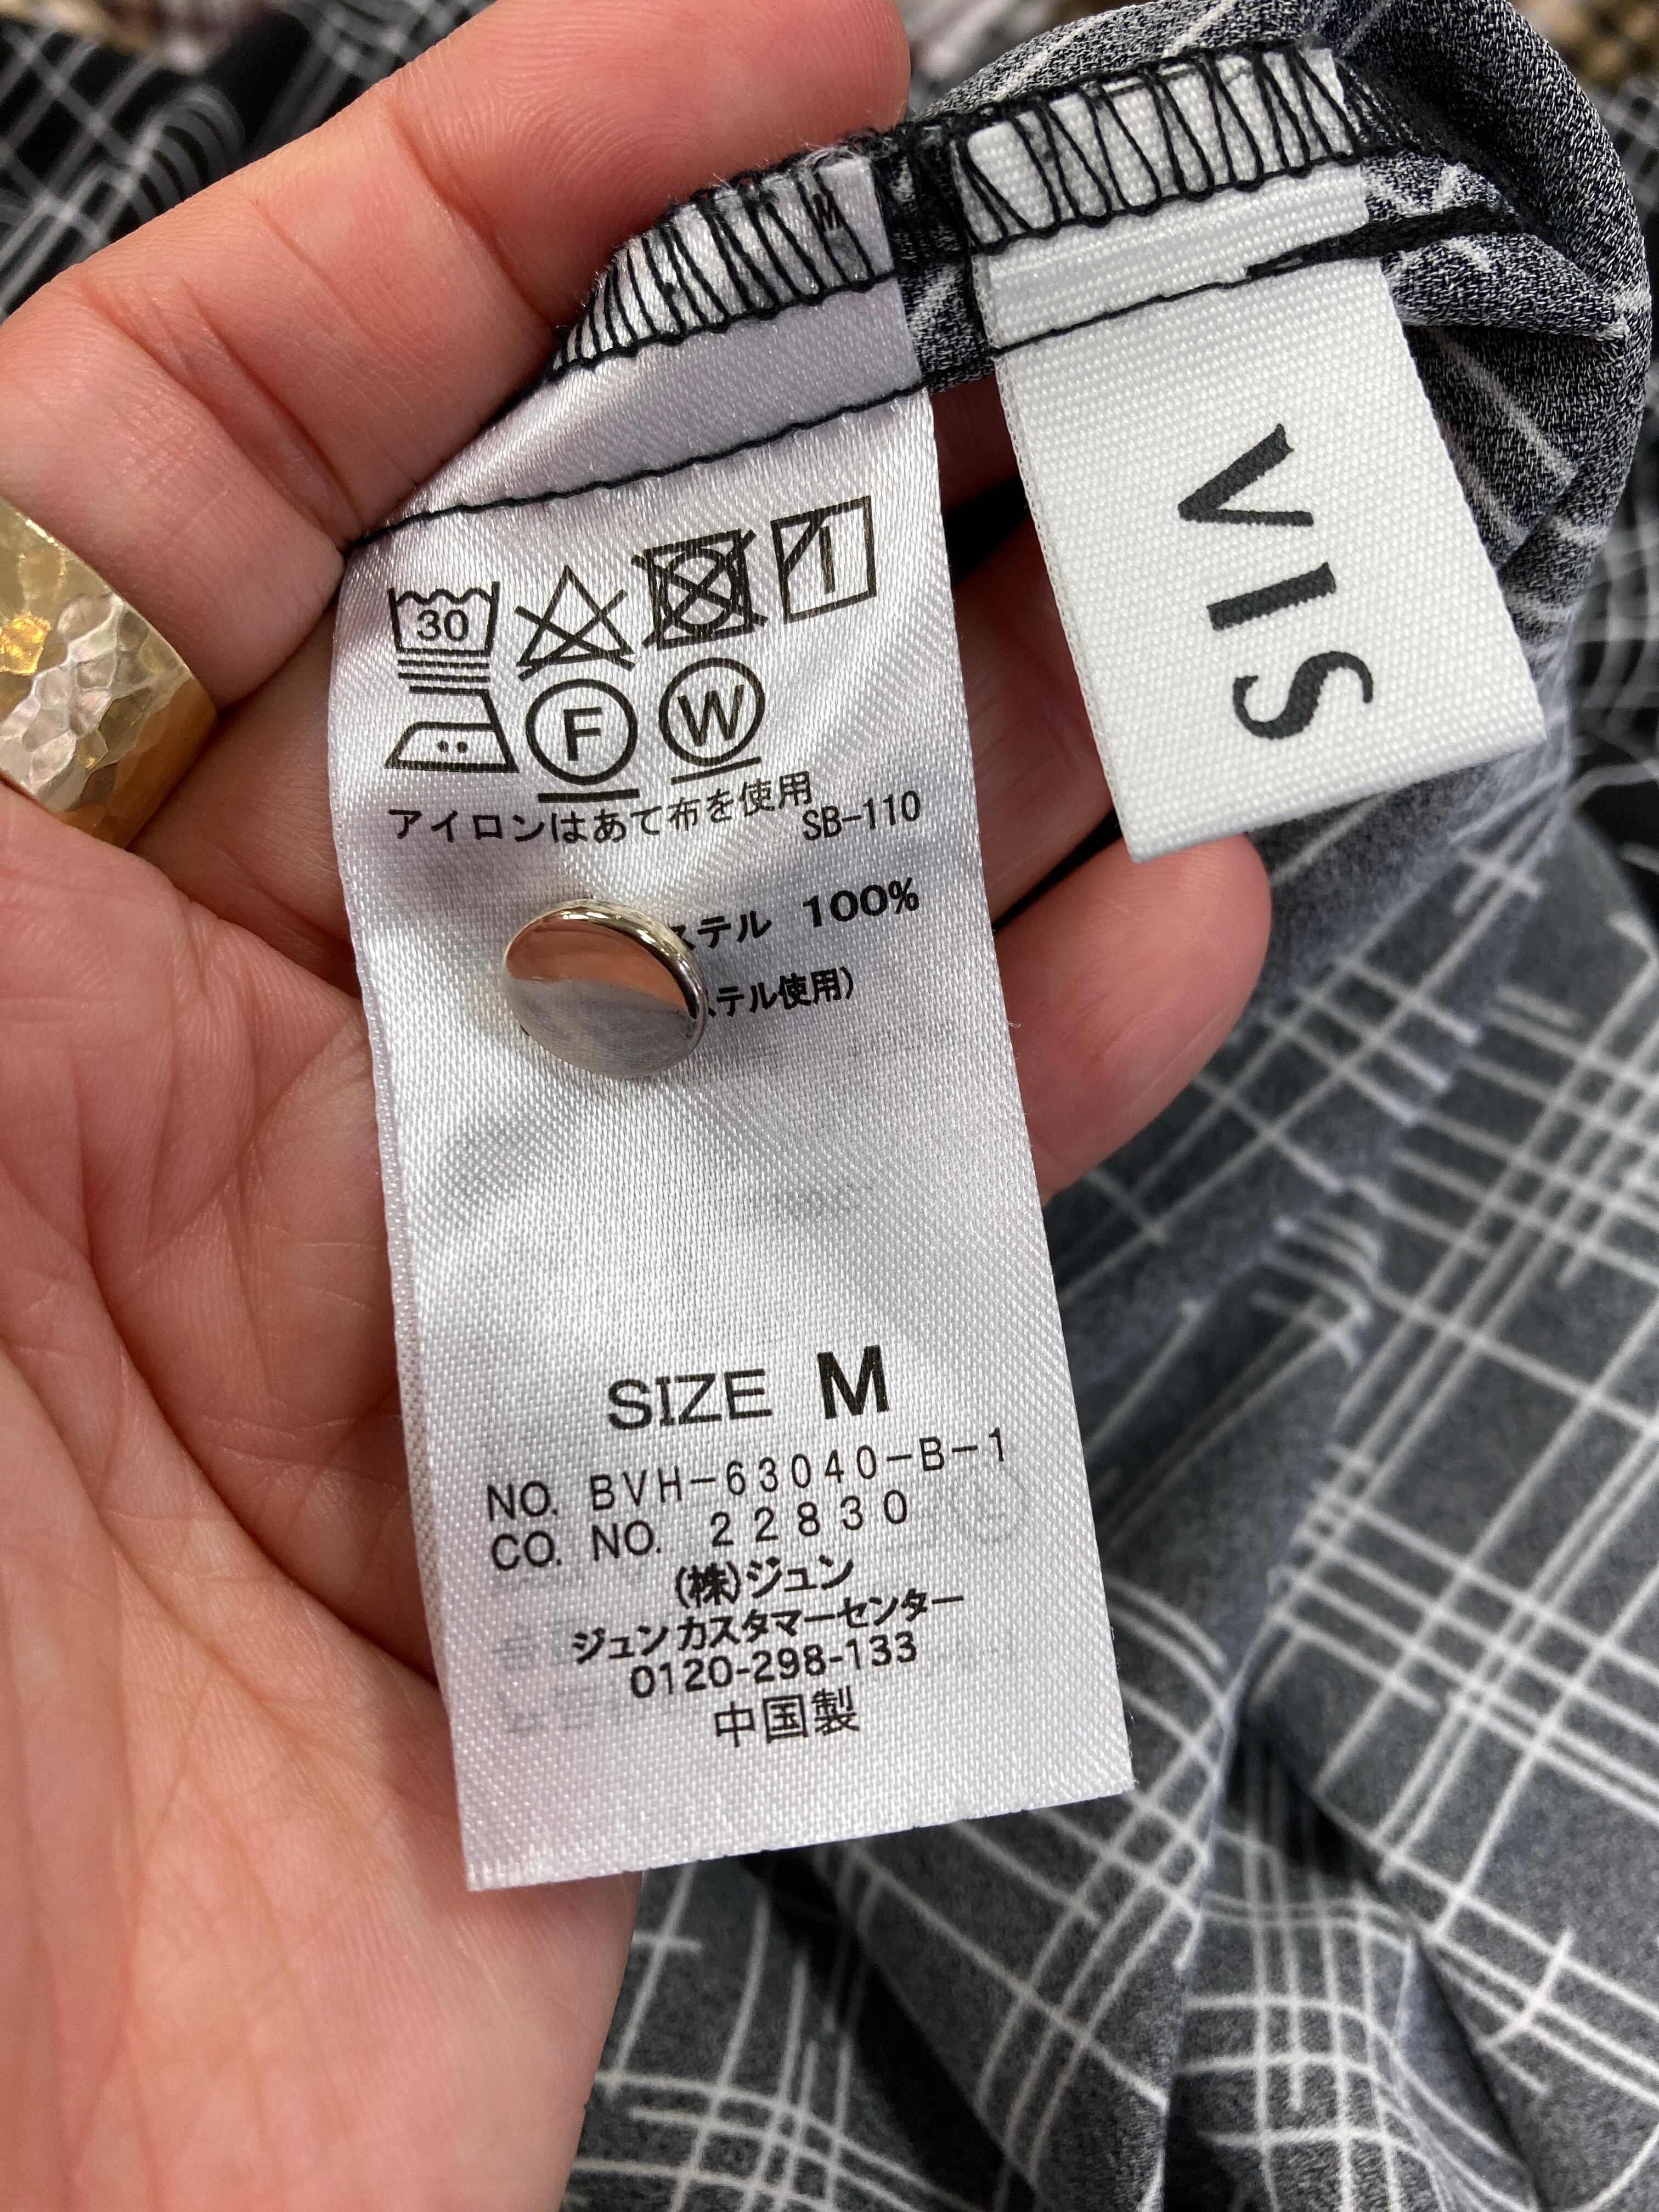 M
VIS
30
F W
アイロンはあて布を使用
SB-110
ステル 100%
ステル使用)
SIZE M
NO. BVH-63040-B-1
CO. NO. 22830
(株)ジュン
ジュンカスタマーセンター
0120-298-133
中国製